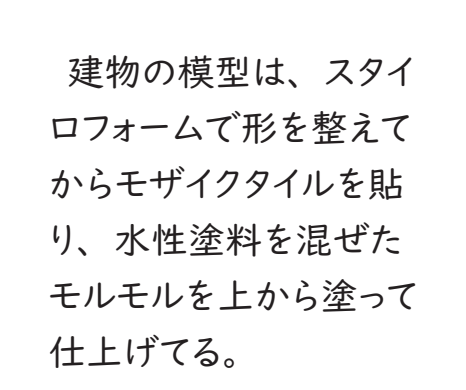 建物の模型は、スタイ
ロフォームで形を整えて
からモザイクタイルを貼
り、水性塗料を混ぜた
モルモルを上から塗って
仕上げてる。